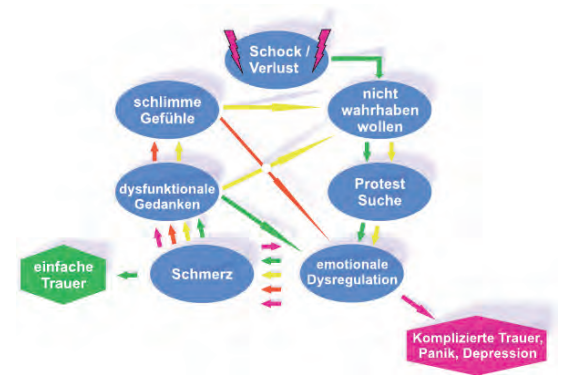 Schock /
Verlust
schlimme
Gefühle
nicht
wahrhaben
wollen
dysfunktionale
Gedanken
Protest
Suche
einfache
Trauer
Schmerz
emotionale
Dysregulation
Komplizierte Trauer,
Panik, Depression